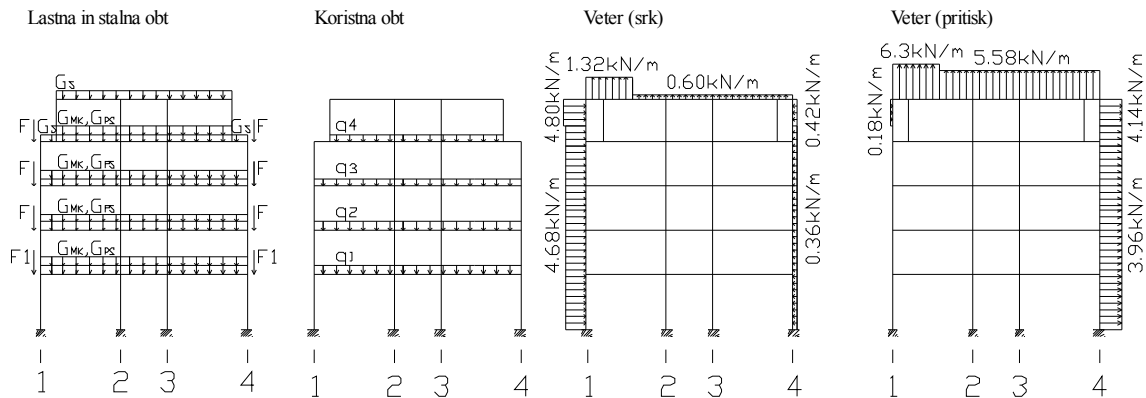 Lastna in stalna obt
Koristna obt
Veter (srk)
Veter (pritisk)
Gs
F
Gs
GMK,GPS
Gs
F
F
GMK,GPS
F
F
GMK,GPS
F
F1
GMK,GPS
F1
1
2
3
4
q4
q3
q2
q1
1
2
3
4
1.32kN/m
0.60kN/m
4.80kN/m
0.42kN/m
4.68kN/m
0.36kN/m
1
2
3
4
6.3kN/m
5.58kN/m
0.18kN/m
4.14kN/m
3.96kN/m
1
2
3
4